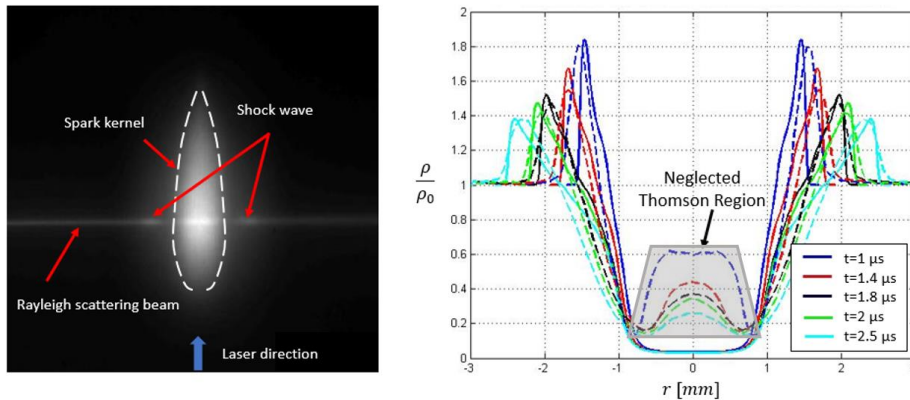 Spark kernel
Shock wave
Rayleigh scattering beam
Laser direction
ρ/ρ0
2
1.8
1.6
1.4
1.2
1
0.8
0.6
0.4
0.2
0
-3 -2 -1 0 1 2 3
r [mm]
Neglected
Thomson Region
t=1 μs
t=1.4 μs
t=1.8 μs
t=2 μs
t=2.5 μs